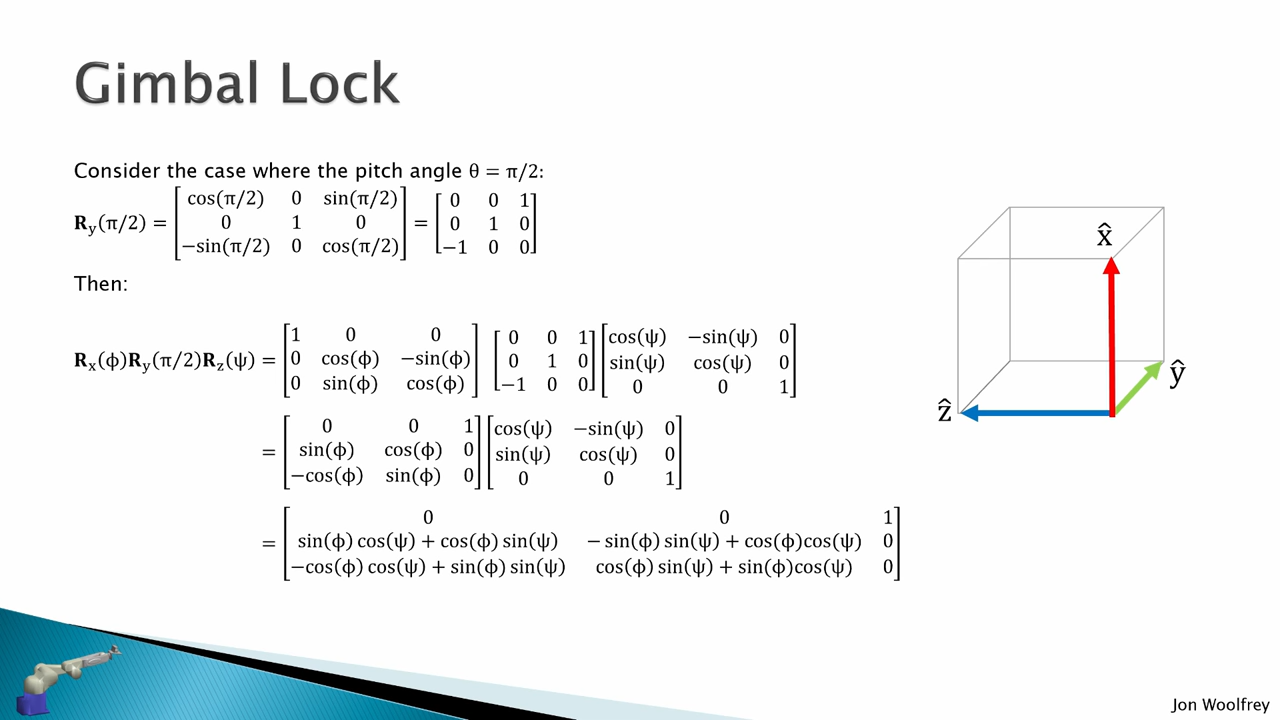 Gimbal Lock
Consider the case where the pitch angle θ = π/2:
R_y(π/2) = [cos(π/2) 0 sin(π/2); 0 1 0; −sin(π/2) 0 cos(π/2)] = [0 0 1; 0 1 0; −1 0 0]
Then:
R_x(ϕ)R_y(π/2)R_z(ψ) = [1 0 0; 0 cos(ϕ) −sin(ϕ); 0 sin(ϕ) cos(ϕ)] [0 0 1; 0 1 0; −1 0 0] [cos(ψ) −sin(ψ) 0; sin(ψ) cos(ψ) 0; 0 0 1]
= [0 0 1; sin(ϕ) cos(ϕ) 0; −cos(ϕ) sin(ϕ) 0] [cos(ψ) −sin(ψ) 0; sin(ψ) cos(ψ) 0; 0 0 1]
= [0 0 1; sin(ϕ) cos(ψ) + cos(ϕ) sin(ψ) − sin(ϕ) sin(ψ) + cos(ϕ)cos(ψ) 0; −cos(ϕ) cos(ψ) + sin(ϕ) sin(ψ) cos(ϕ) sin(ψ) + sin(ϕ)cos(ψ) 0]
x̂
ŷ
ẑ
Jon Woolfrey